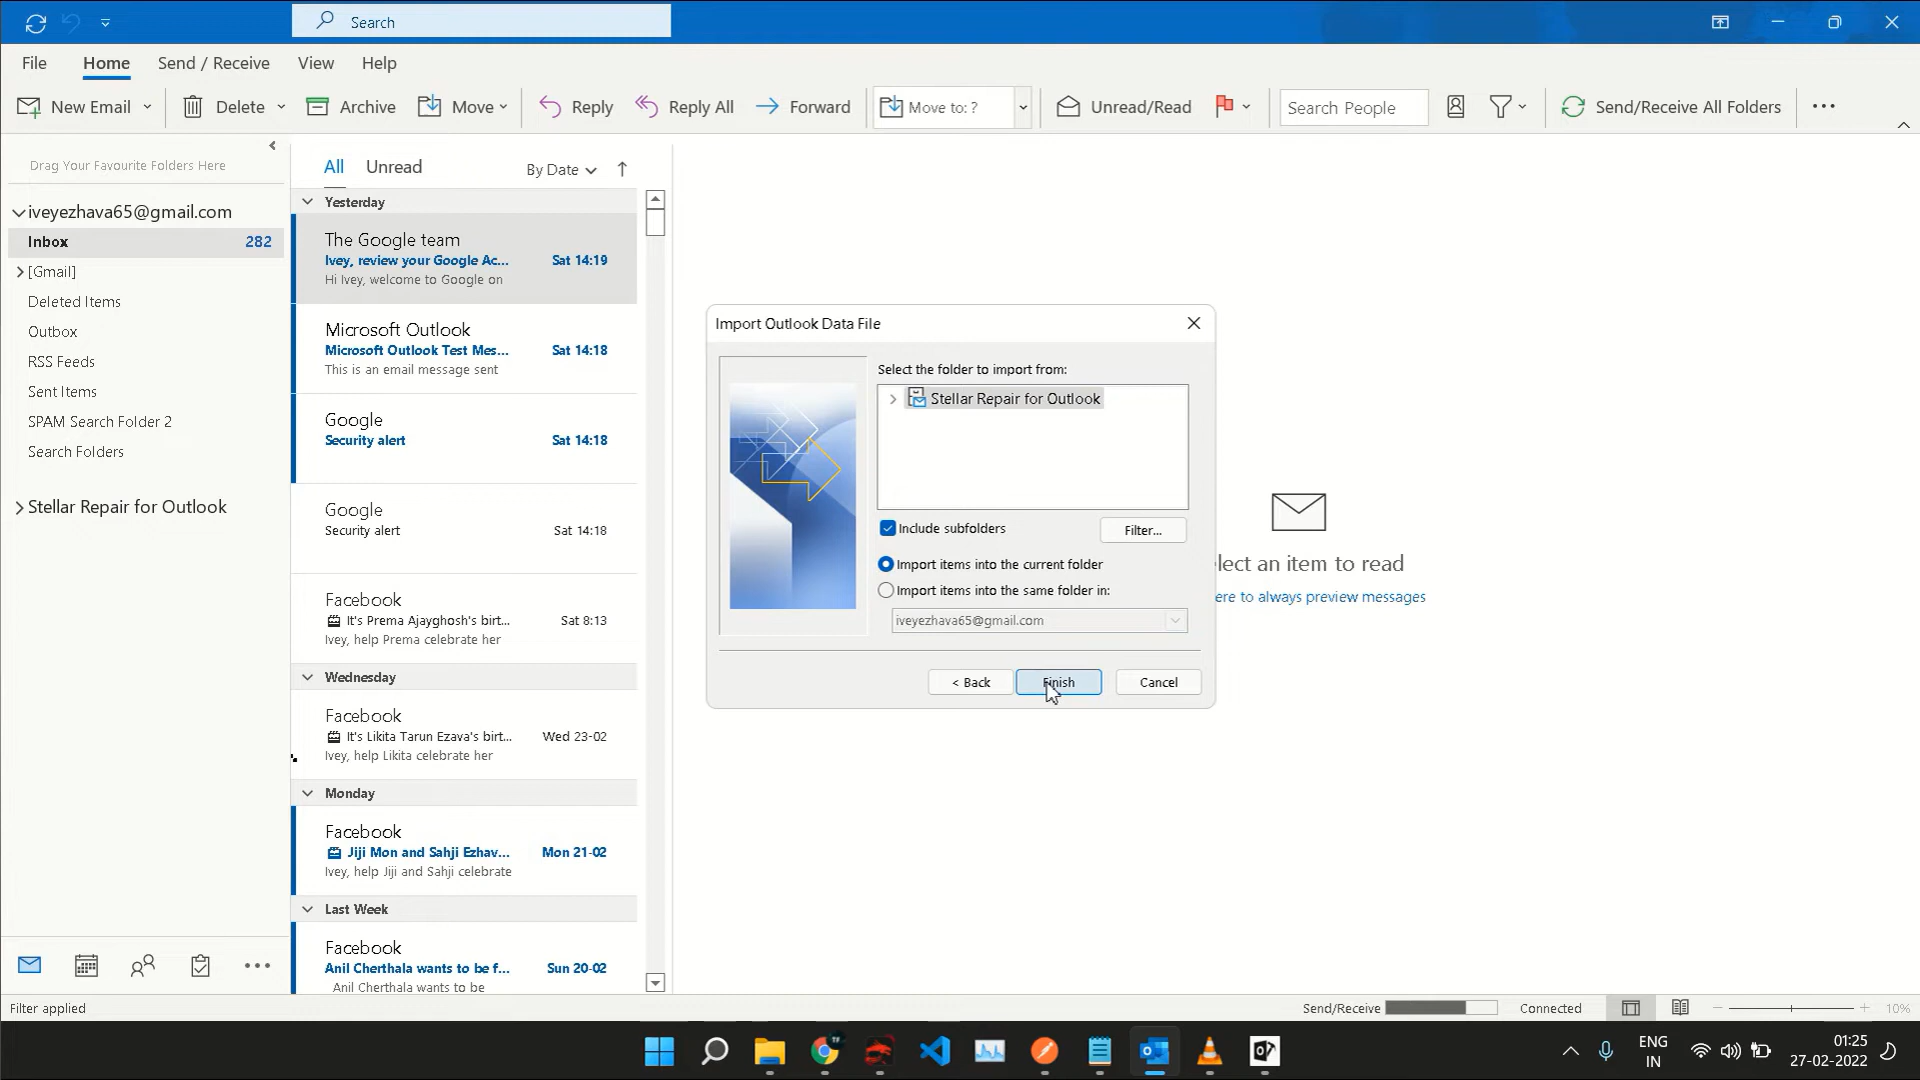 Search
File
Home
Send / Receive
View
Help
New Email
Delete
Archive
Move
Reply
Reply All
Forward
Move to: ?
Unread/Read
Search People
Send/Receive All Folders
Drag Your Favourite Folders Here
iveyezhava65@gmail.com
Inbox 282
[Gmail]
Deleted Items
Outbox
RSS Feeds
Sent Items
SPAM Search Folder 2
Search Folders
Stellar Repair for Outlook
All
Unread
By Date
Yesterday
The Google team
Ivey, review your Google Ac... Sat 14:19
Hi Ivey, welcome to Google on
Microsoft Outlook
Microsoft Outlook Test Mes... Sat 14:18
This is an email message sent
Google
Security alert Sat 14:18
Google
Security alert Sat 14:18
Facebook
It's Prema Ajayghosh's birt... Sat 8:13
Ivey, help Prema celebrate her
Wednesday
Facebook
It's Likita Tarun Ezava's birt... Wed 23-02
Ivey, help Likita celebrate her
Monday
Facebook
Jiji Mon and Sahji Ezhav... Mon 21-02
Ivey, help Jiji and Sahji celebrate
Last Week
Facebook
Anil Cherthala wants to be f... Sun 20-02
Anil Cherthala wants to be
Import Outlook Data File
Select the folder to import from:
Stellar Repair for Outlook
Include subfolders
Filter...
Import items into the current folder
Import items into the same folder in:
iveyezhava65@gmail.com
< Back
Finish
Cancel
lect an item to read
ere to always preview messages
Filter applied
Send/Receive
Connected
10%
ENG
IN
01:25
27-02-2022